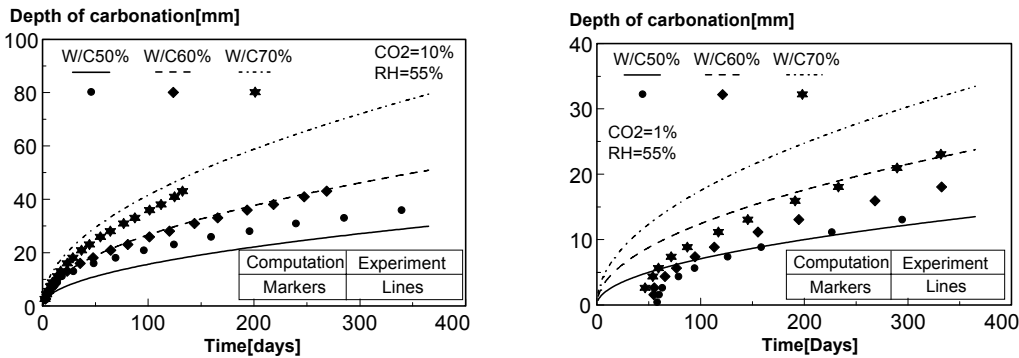 Depth of carbonation[mm]
100
80
60
40
20
0
W/C50% W/C60% W/C70%
CO2=10%
RH=55%
Computation Experiment
Markers Lines
0 100 200 300 400
Time[days]
Depth of carbonation[mm]
40
30
20
10
0
W/C50% W/C60% W/C70%
CO2=1%
RH=55%
Computation Experiment
Markers Lines
0 100 200 300 400
Time[Days]